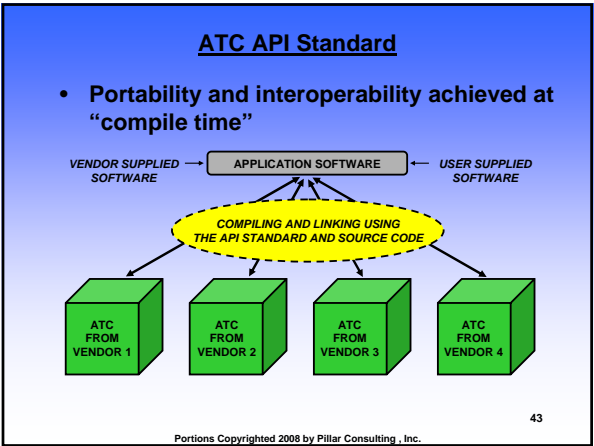 ATC API Standard
• Portability and interoperability achieved at
“compile time”
VENDOR SUPPLIED
SOFTWARE
APPLICATION SOFTWARE
USER SUPPLIED
SOFTWARE
COMPILING AND LINKING USING
THE API STANDARD AND SOURCE CODE
ATC
FROM
VENDOR 1
ATC
FROM
VENDOR 2
ATC
FROM
VENDOR 3
ATC
FROM
VENDOR 4
43
Portions Copyrighted 2008 by Pillar Consulting , Inc.